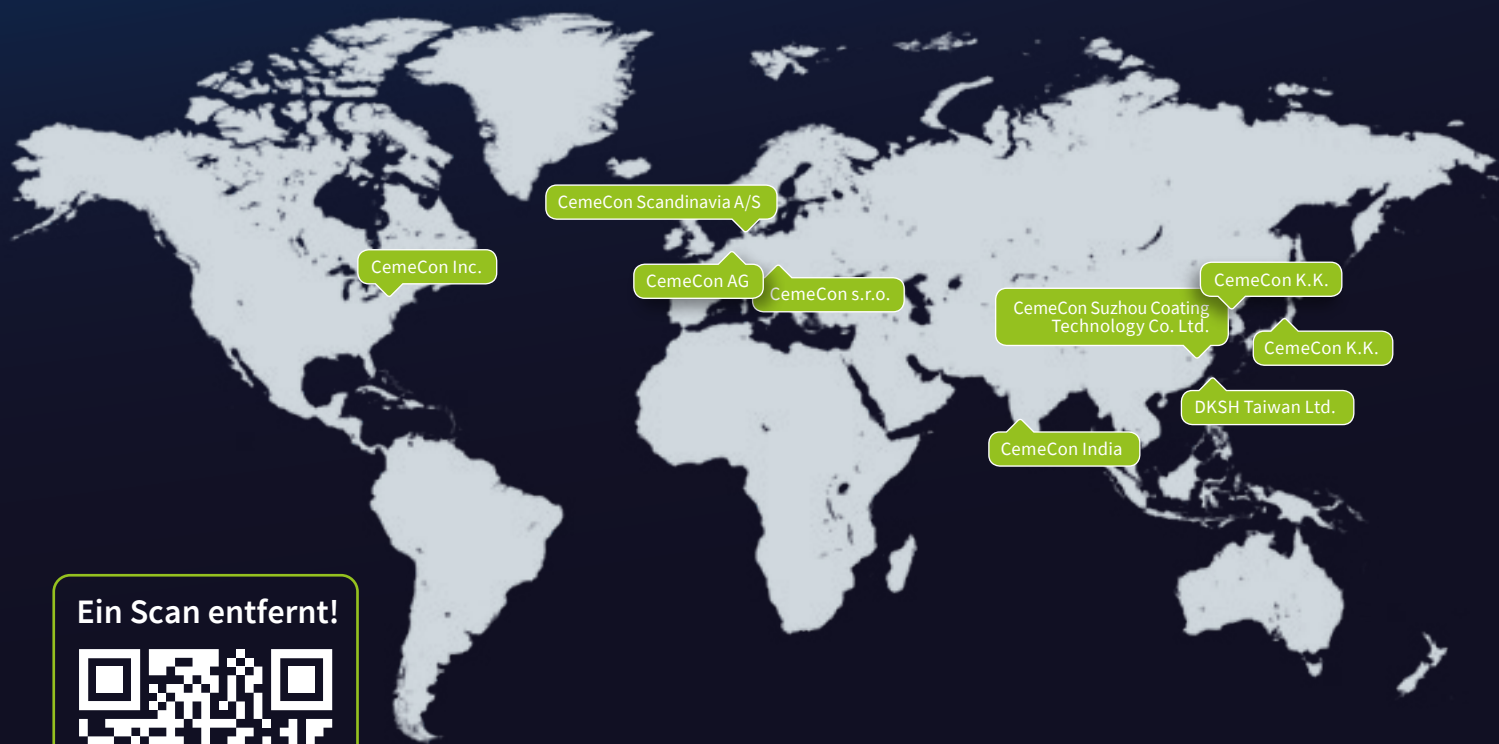 CemeCon Scandinavia A/S
CemeCon Inc.
CemeCon AG
CemeCon s.r.o.
CemeCon K.K.
CemeCon Suzhou Coating
Technology Co. Ltd.
CemeCon K.K.
DKSH Taiwan Ltd.
CemeCon India
Ein Scan entfernt!